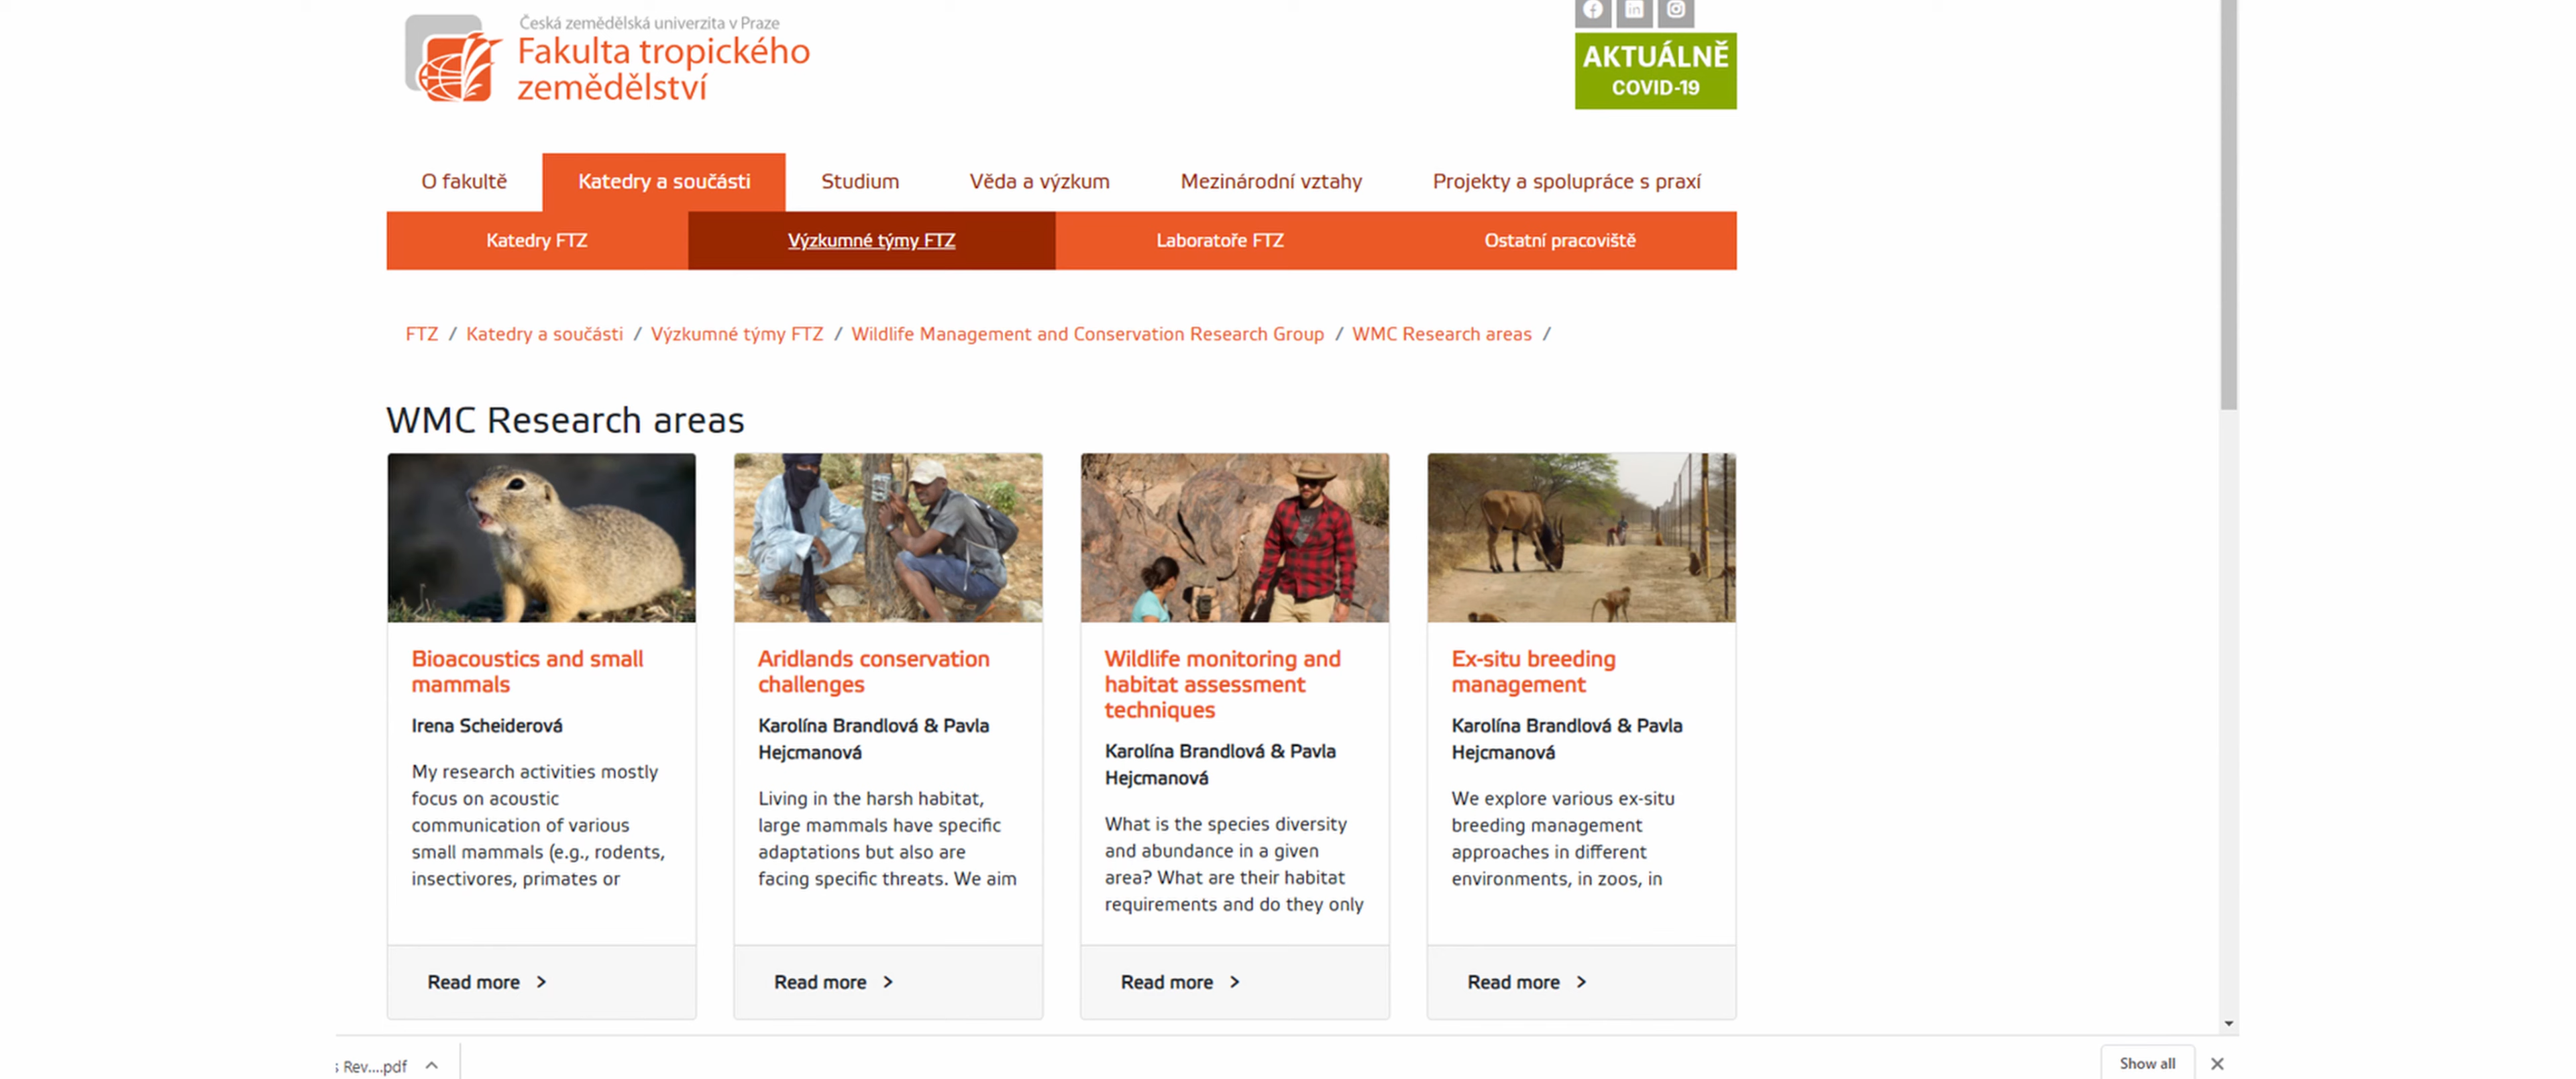 Česká zemědělská univerzita v Praze
Fakulta tropického
zemědělství
AKTUÁLNĚ
COVID-19
O fakultě
Katedry a součásti
Studium
Věda a výzkum
Mezinárodní vztahy
Projekty a spolupráce s praxí
Katedry FTZ
Výzkumné týmy FTZ
Laboratoře FTZ
Ostatní pracoviště
FTZ / Katedry a součásti / Výzkumné týmy FTZ / Wildlife Management and Conservation Research Group / WMC Research areas /
WMC Research areas
Bioacoustics and small
mammals
Irena Scheiderová
My research activities mostly
focus on acoustic
communication of various
small mammals (e.g., rodents,
insectivores, primates or
Read more >
Aridlands conservation
challenges
Karolína Brandlová & Pavla
Hejcmanová
Living in the harsh habitat,
large mammals have specific
adaptations but also are
facing specific threats. We aim
Read more >
Wildlife monitoring and
habitat assessment
techniques
Karolína Brandlová & Pavla
Hejcmanová
What is the species diversity
and abundance in a given
area? What are their habitat
requirements and do they only
Read more >
Ex-situ breeding
management
Karolína Brandlová & Pavla
Hejcmanová
We explore various ex-situ
breeding management
approaches in different
environments, in zoos, in
Read more >
s Rev....pdf
Show all